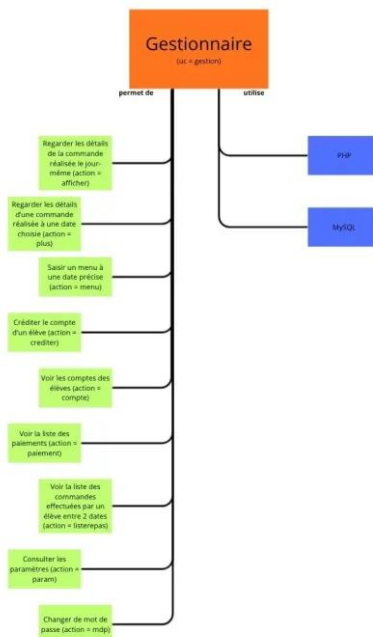 Gestionnaire
(uc = gestion)
permet de
utilise
Regarder les détails
de la commande
réalisée le jour-
même (action =
afficher)
PHP
Regarder les détails
d'une commande
réalisée à une date
choisie (action =
plus)
MySQL
Saisir un menu à
une date précise
(action = menu)
Créditer le compte
d'un élève (action =
crediter)
Voir les comptes des
élèves (action =
compte)
Voir la liste des
paiements (action =
paiement)
Voir la liste des
commandes
effectuées par un
élève entre 2 dates
(action = listerepas)
Consulter les
paramètres (action =
param)
Changer de mot de
passe (action = mdp)